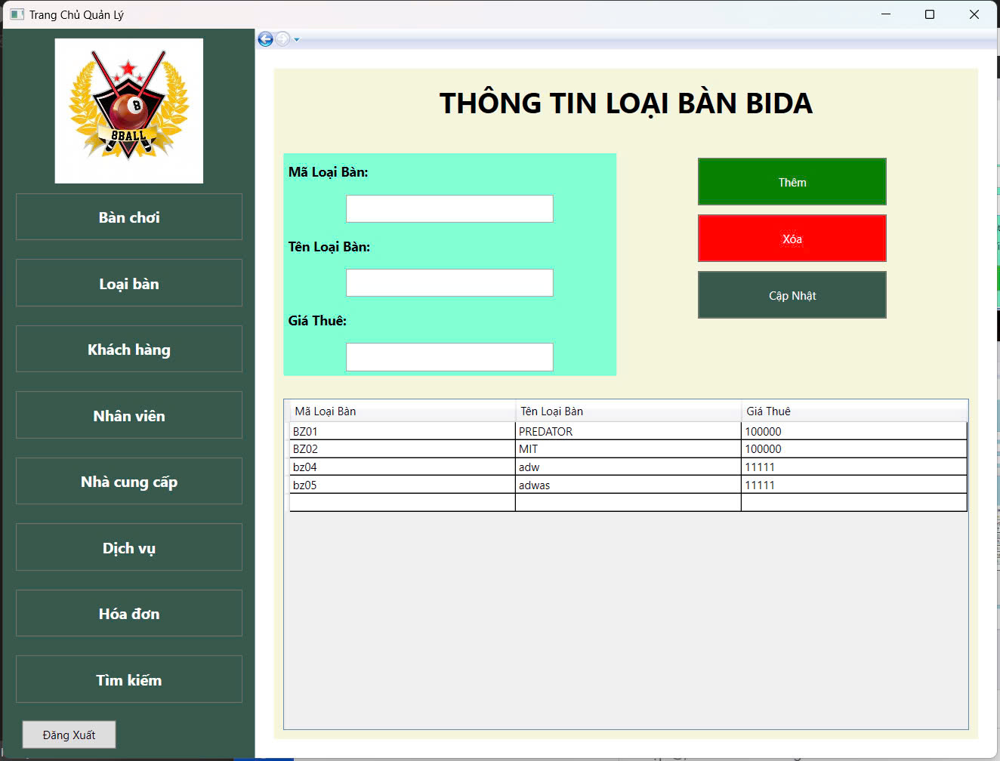 Trang Chủ Quản Lý
8
8BALL
Bàn chơi
Loại bàn
Khách hàng
Nhân viên
Nhà cung cấp
Dịch vụ
Hóa đơn
Tìm kiếm
Đăng Xuất
THÔNG TIN LOẠI BÀN BIDA
Mã Loại Bàn:
Tên Loại Bàn:
Giá Thuê:
Thêm
Xóa
Cập Nhật
Mã Loại Bàn Tên Loại Bàn Giá Thuê
BZ01 PREDATOR 100000
BZ02 MIT 100000
bz04 adw 11111
bz05 adwas 11111